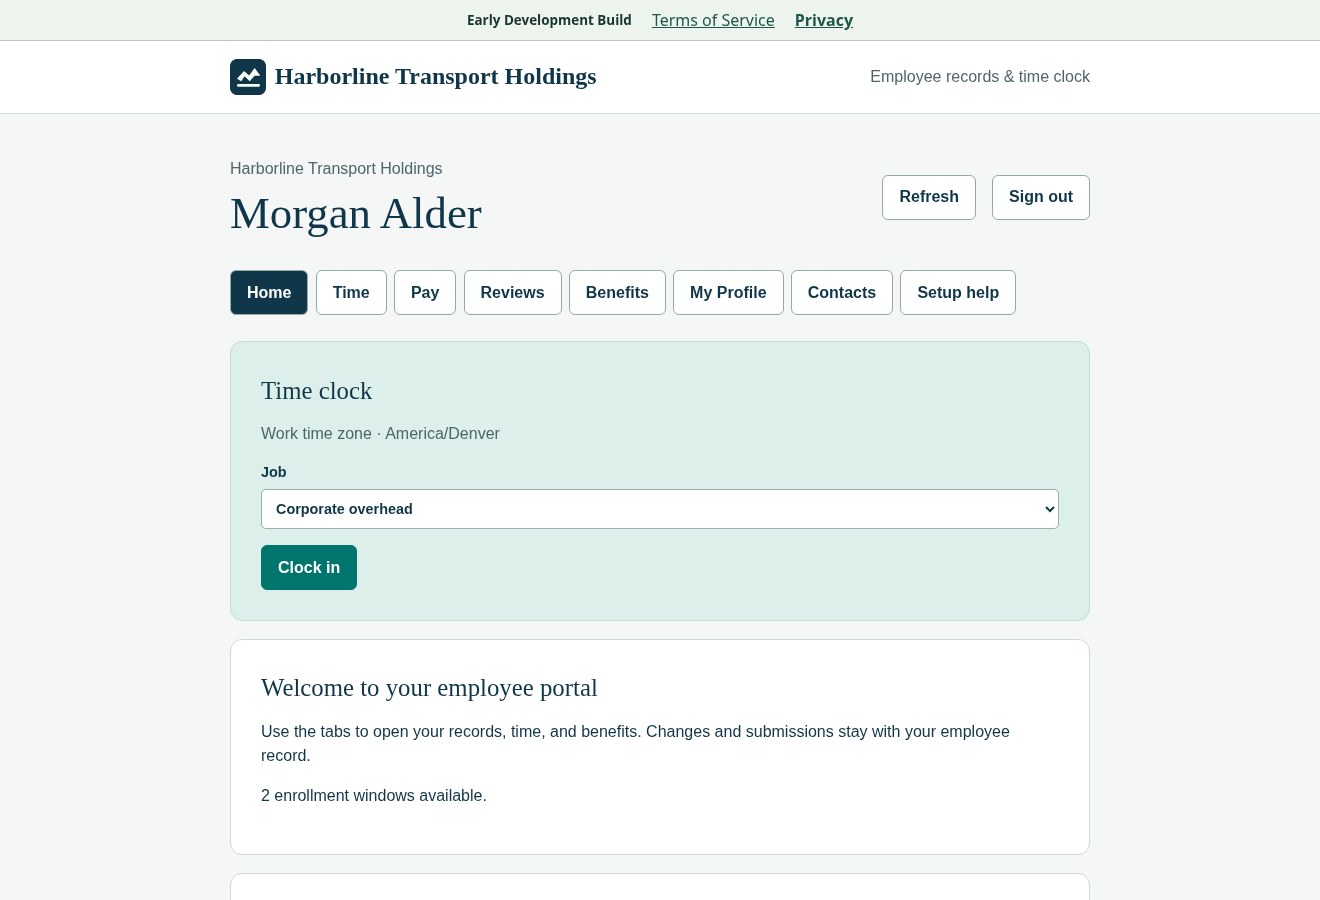 Early Development Build Terms of Service Privacy
Harborline Transport Holdings Employee records & time clock
Harborline Transport Holdings
Morgan Alder
Refresh Sign out
Home Time Pay Reviews Benefits My Profile Contacts Setup help
Time clock
Work time zone · America/Denver
Job
Corporate overhead
Clock in
Welcome to your employee portal
Use the tabs to open your records, time, and benefits. Changes and submissions stay with your employee
record.
2 enrollment windows available.